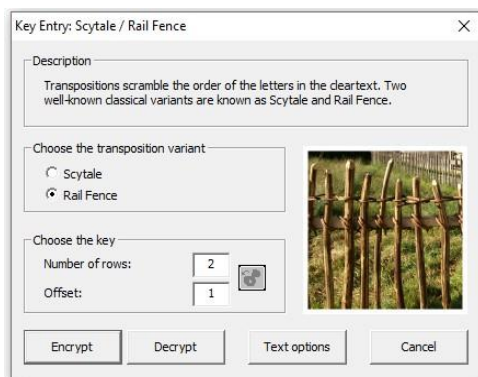 Key Entry: Scytale / Rail Fence
Description
Transpositions scramble the order of the letters in the cleartext. Two
well-known classical variants are known as Scytale and Rail Fence.
Choose the transposition variant
Scytale
Rail Fence
Choose the key
Number of rows: 2
Offset: 1
Encrypt Decrypt Text options Cancel